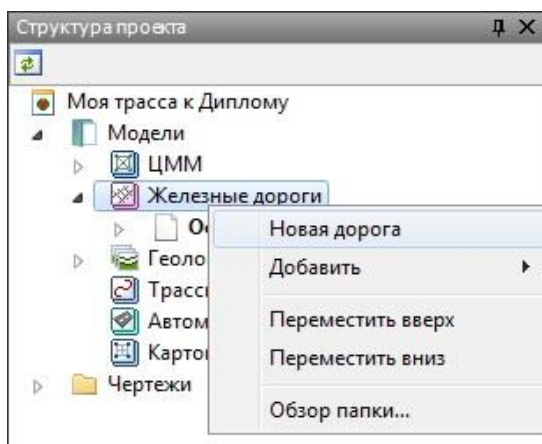 Структура проекта
Моя трасса к Диплому
Модели
ЦММ
Железные дороги
Новая дорога
Добавить
Переместить вверх
Переместить вниз
Обзор папки...
Чертежи